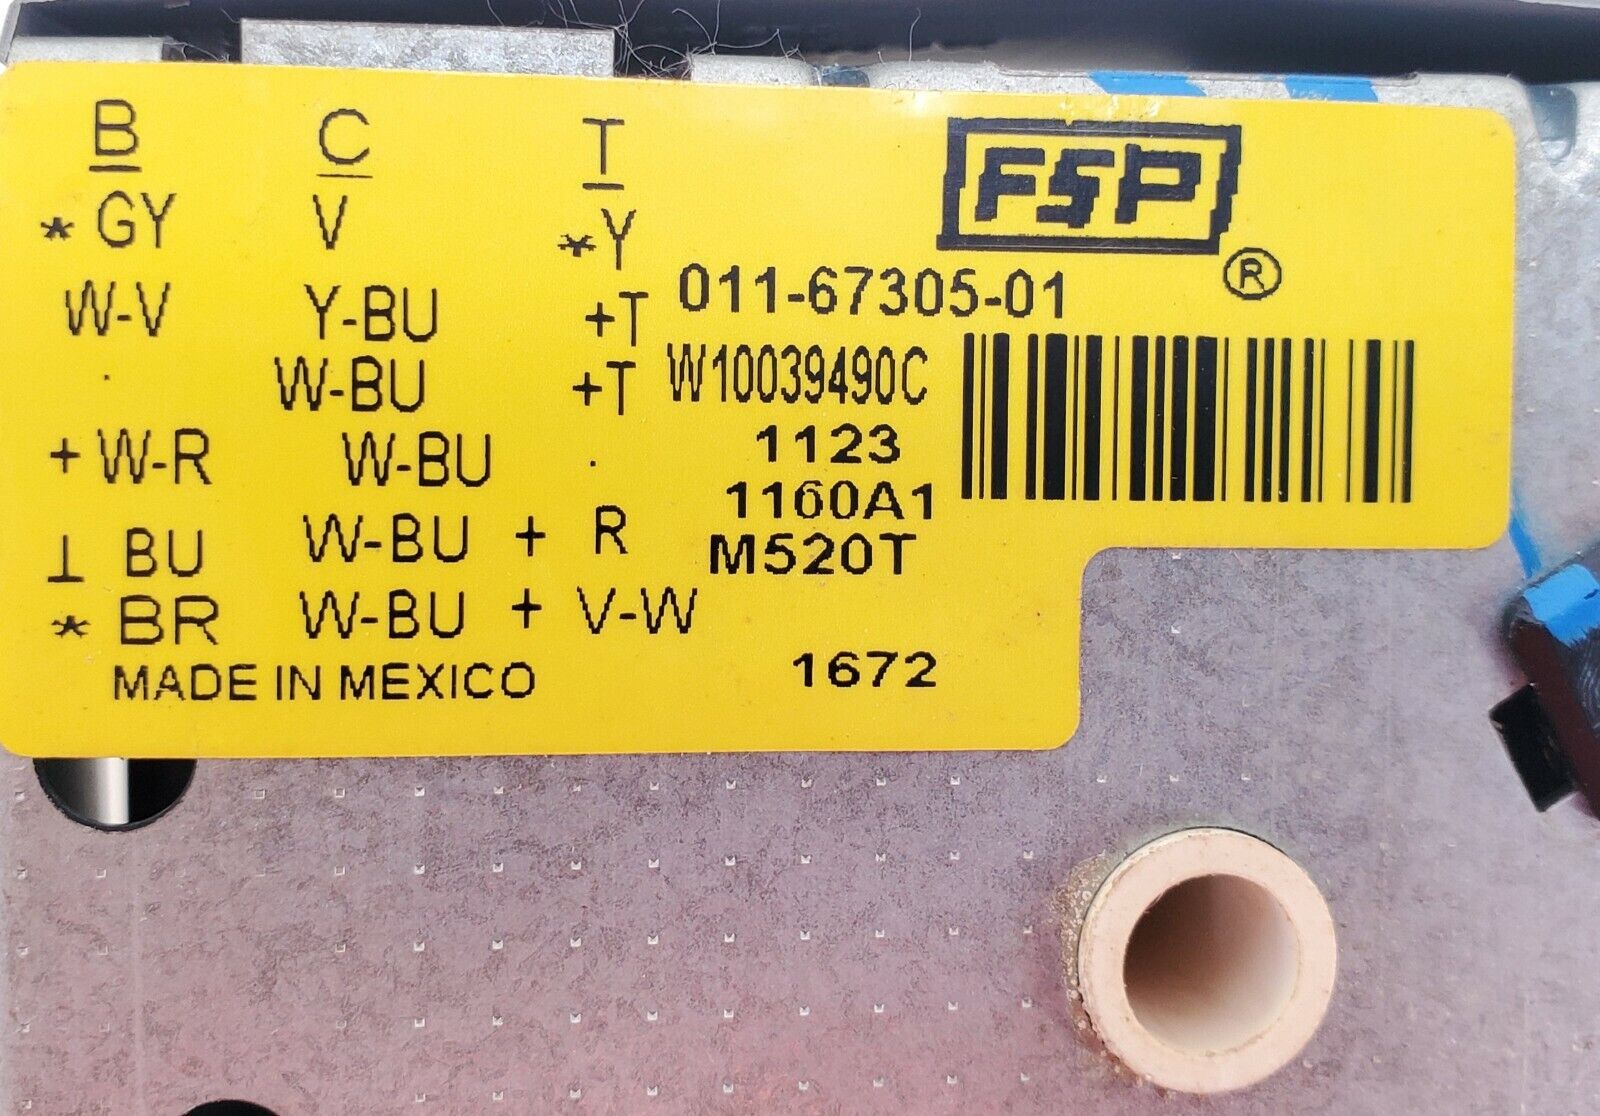 B C T
* GY V *Y
FSP ®
W-V Y-BU +T 011-67305-01
· W-BU +T W10039490C
+ W-R W-BU · 1123
1160A1
⊥ BU W-BU + R M520T
* BR W-BU + V-W
MADE IN MEXICO 1672